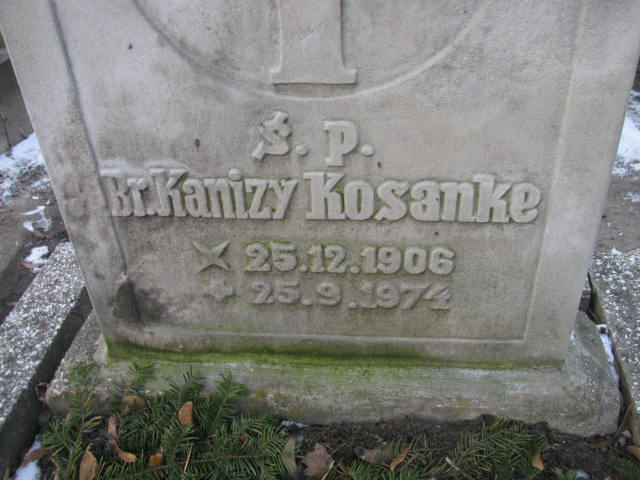 Ś. P.
Br. Kanizy Kosanke
25.12.1906
25.9.1974